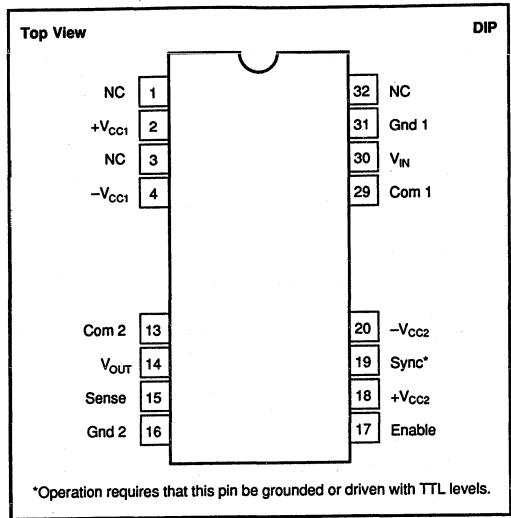 Top View DIP
NC 1 32 NC
+VCC1 2 31 Gnd 1
NC 3 30 VIN
–VCC1 4 29 Com 1
Com 2 13 20 –VCC2
VOUT 14 19 Sync*
Sense 15 18 +VCC2
Gnd 2 16 17 Enable
*Operation requires that this pin be grounded or driven with TTL levels.